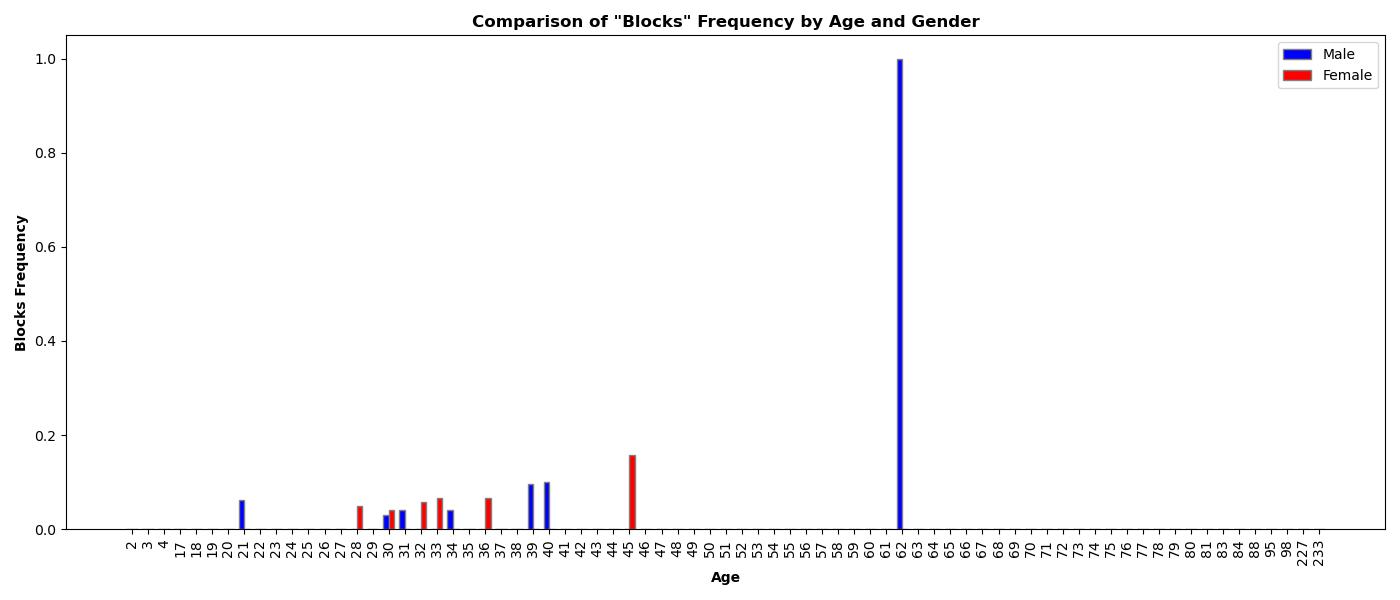 Comparison of "Blocks" Frequency by Age and Gender
Male
Female
1.0
0.8
0.6
0.4
0.2
0.0
Blocks Frequency
2 3 4 17 18 19 20 21 22 23 24 25 26 27 28 29 30 31 32 33 34 35 36 37 38 39 40 41 42 43 44 45 46 47 48 49 50 51 52 53 54 55 56 57 58 59 60 61 62 63 64 65 66 67 68 69 70 71 72 73 74 75 76 77 78 79 80 81 83 84 88 95 98 227 233
Age